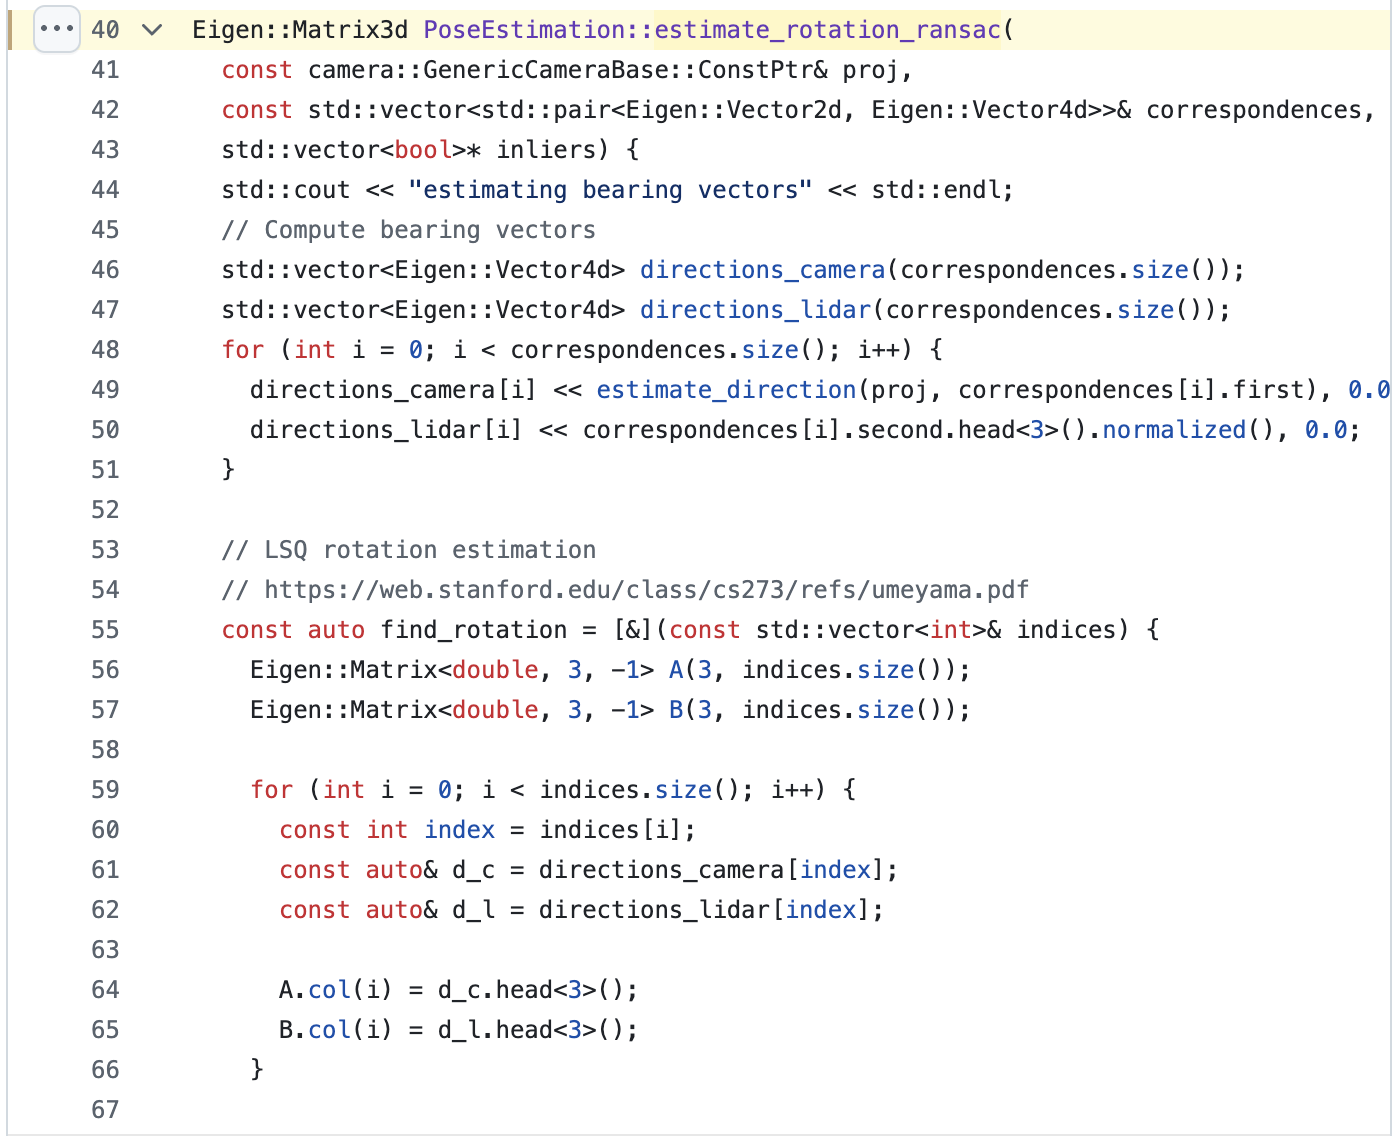 40 Eigen::Matrix3d PoseEstimation::estimate_rotation_ransac(
41 const camera::GenericCameraBase::ConstPtr& proj,
42 const std::vector<std::pair<Eigen::Vector2d, Eigen::Vector4d>>& correspondences,
43 std::vector<bool>* inliers) {
44 std::cout << "estimating bearing vectors" << std::endl;
45 // Compute bearing vectors
46 std::vector<Eigen::Vector4d> directions_camera(correspondences.size());
47 std::vector<Eigen::Vector4d> directions_lidar(correspondences.size());
48 for (int i = 0; i < correspondences.size(); i++) {
49 directions_camera[i] << estimate_direction(proj, correspondences[i].first), 0.0
50 directions_lidar[i] << correspondences[i].second.head<3>().normalized(), 0.0;
51 }
52
53 // LSQ rotation estimation
54 // https://web.stanford.edu/class/cs273/refs/umeyama.pdf
55 const auto find_rotation = [&](const std::vector<int>& indices) {
56 Eigen::Matrix<double, 3, -1> A(3, indices.size());
57 Eigen::Matrix<double, 3, -1> B(3, indices.size());
58
59 for (int i = 0; i < indices.size(); i++) {
60 const int index = indices[i];
61 const auto& d_c = directions_camera[index];
62 const auto& d_l = directions_lidar[index];
63
64 A.col(i) = d_c.head<3>();
65 B.col(i) = d_l.head<3>();
66 }
67